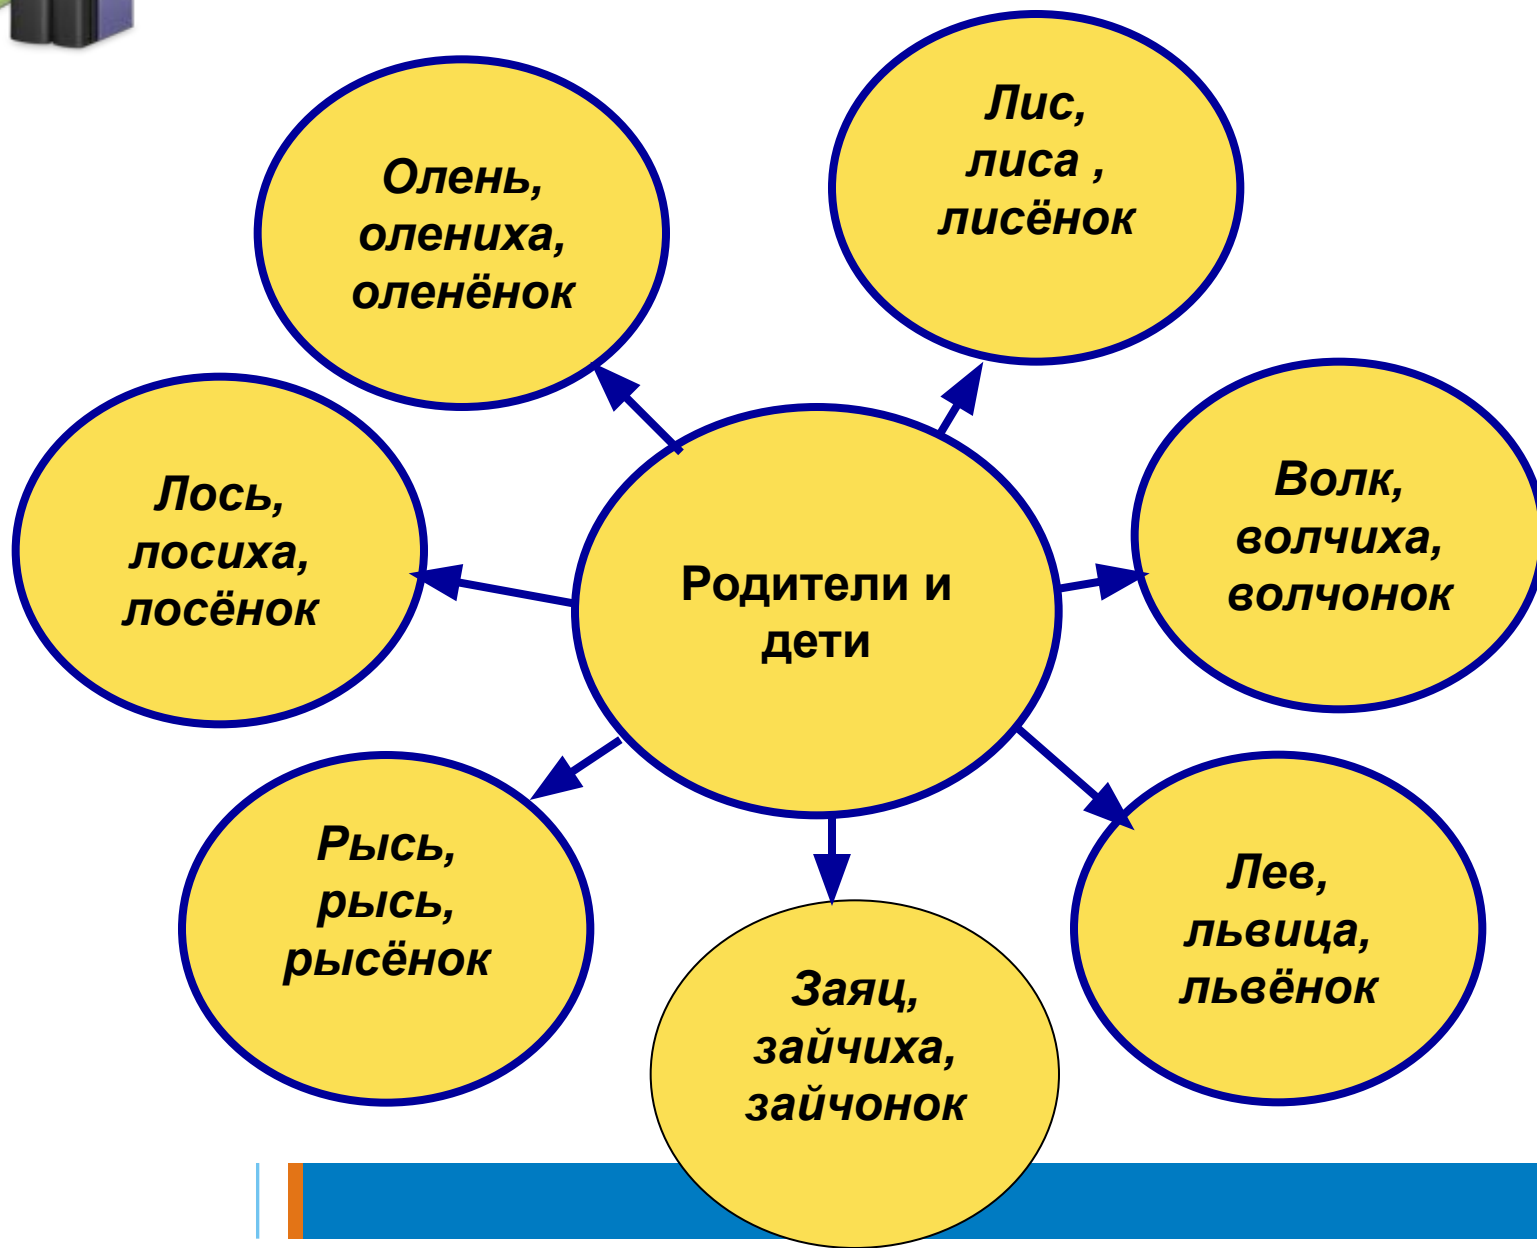 Лис,
лиса ,
лисёнок
Олень,
олениха,
оленёнок
Волк,
волчиха,
волчонок
Лось,
лосиха,
лосёнок
Родители и
дети
Рысь,
рысь,
рысёнок
Лев,
львица,
львёнок
Заяц,
зайчиха,
зайчонок